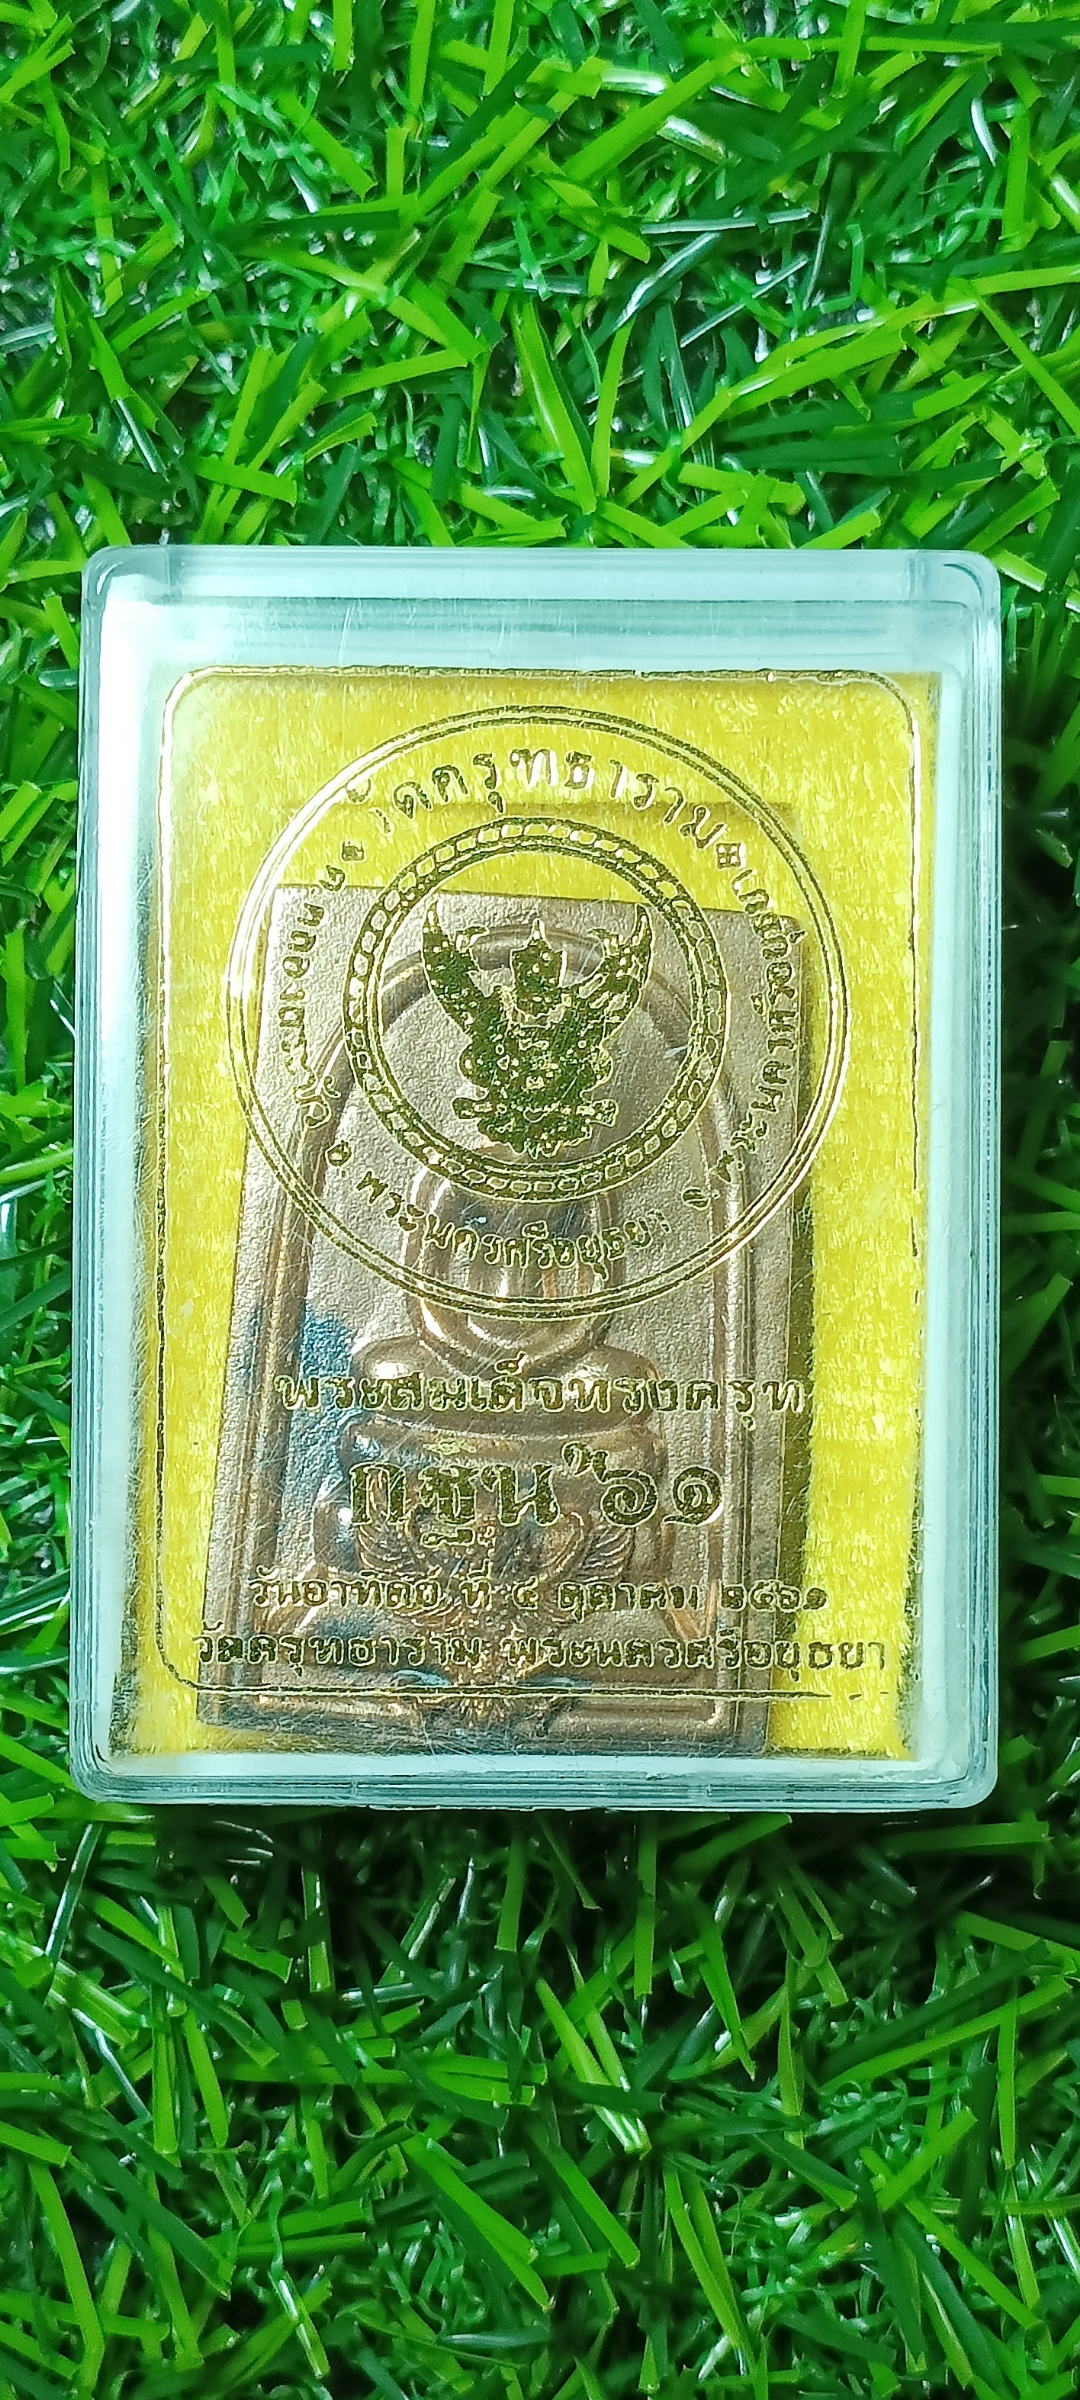 วัดครุฑธาราม
พระนครศรีอยุธยา
พระสมเด็จทรงครุฑ
กฐิน ๖๑
วันอาทิตย์ ที่ ๔ ตุลาคม ๒๕๖๑
วัดครุฑธาราม พระนครศรีอยุธยา